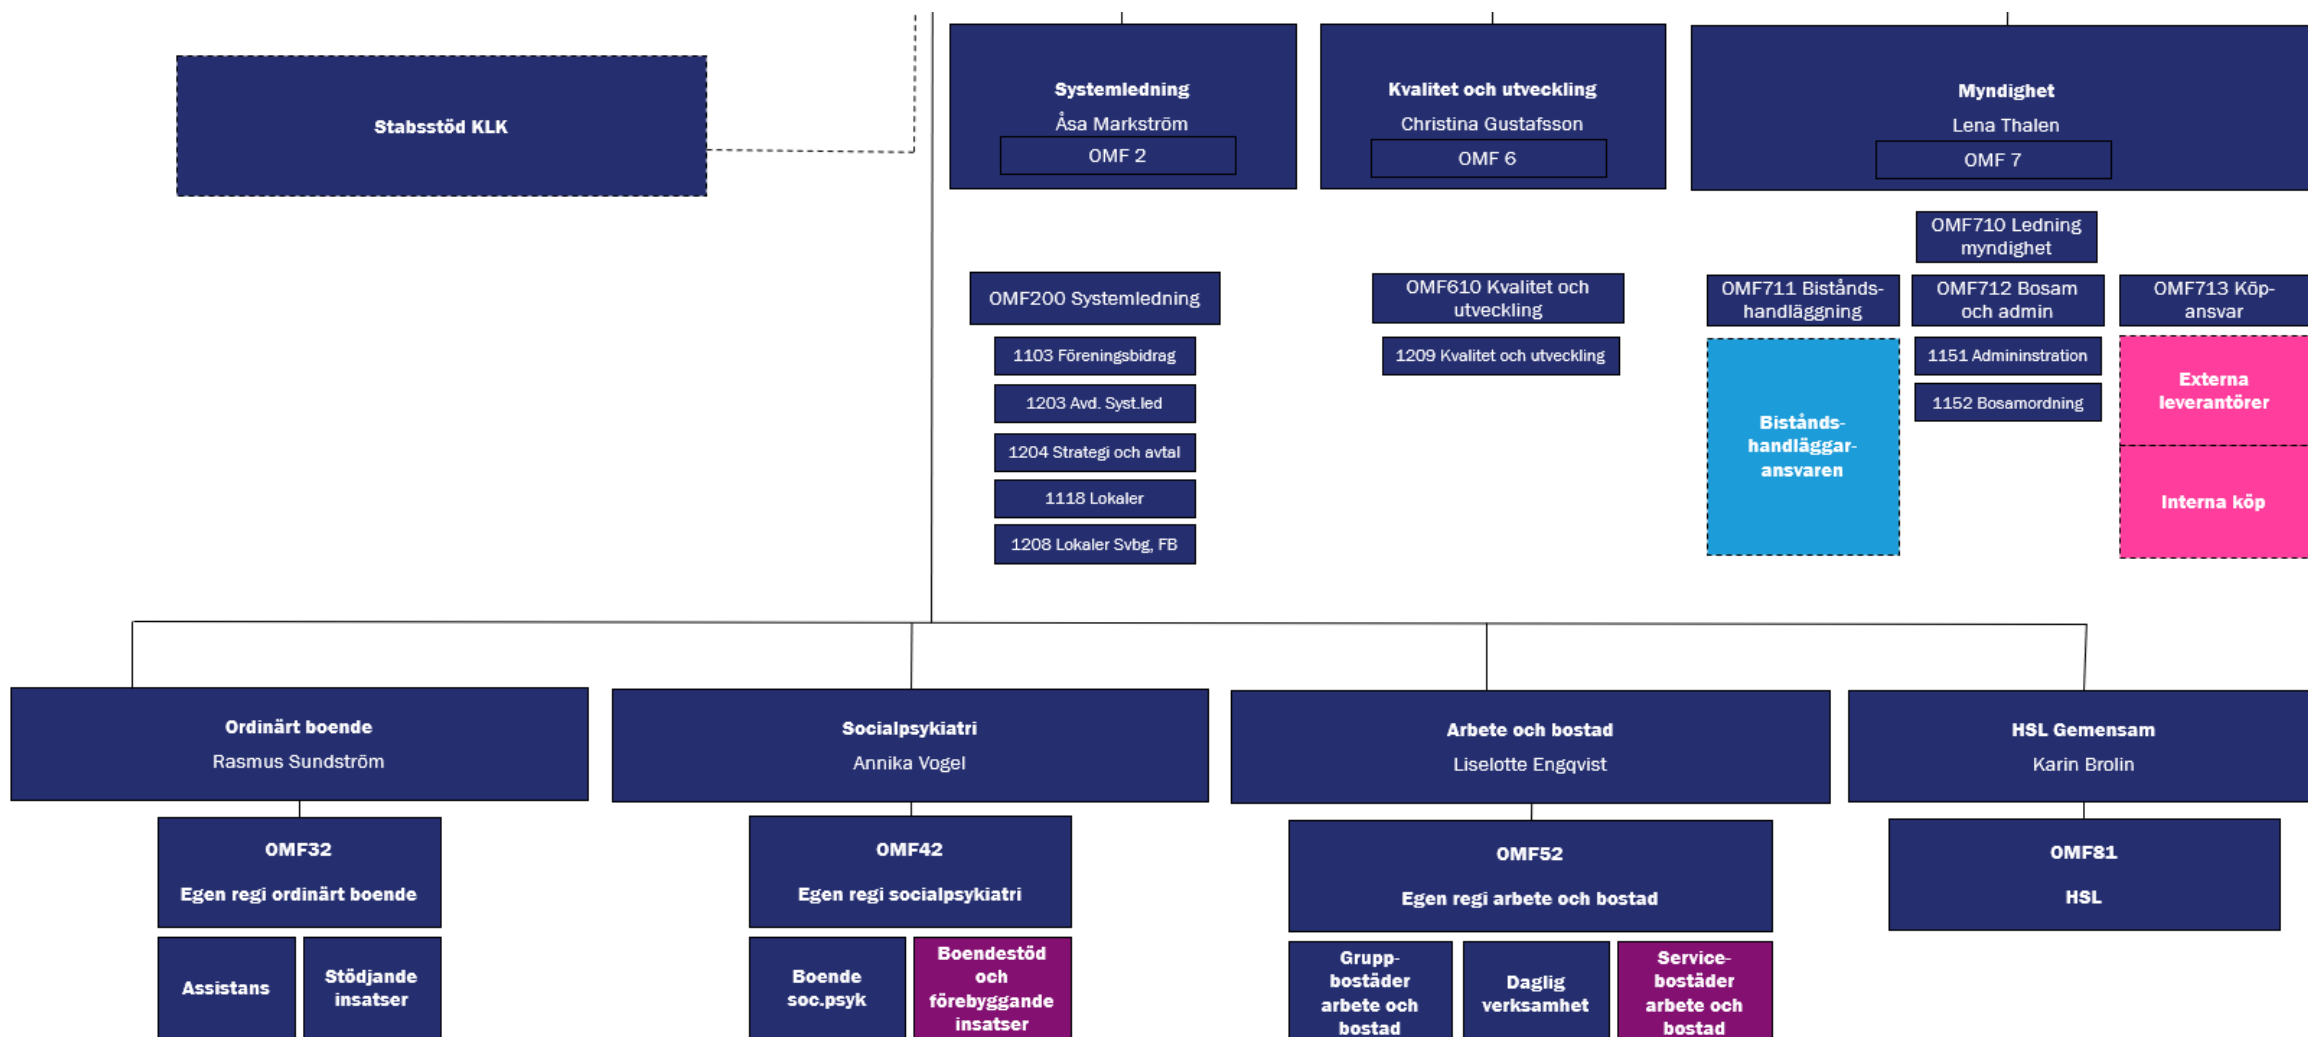 Stabsstöd KLK
Systemledning
Åsa Markström
OMF 2
Kvalitet och utveckling
Christina Gustafsson
OMF 6
Myndighet
Lena Thalen
OMF 7
OMF200 Systemledning
1103 Föreningsbidrag
1203 Avd. Syst.led
1204 Strategi och avtal
1118 Lokaler
1208 Lokaler Svbg, FB
OMF610 Kvalitet och
utveckling
1209 Kvalitet och utveckling
OMF710 Ledning
myndighet
OMF711 Bistånds-
handläggning
Bistånds-
handläggar-
ansvaren
OMF712 Bosam
och admin
1151 Admininstration
1152 Bosamordning
OMF713 Köp-
ansvar
Externa
leverantörer
Interna köp
Ordinärt boende
Rasmus Sundström
OMF32
Egen regi ordinärt boende
Assistans
Stödjande
insatser
Socialpsykiatri
Annika Vogel
OMF42
Egen regi socialpsykiatri
Boende
soc.psyk
Boendestöd
och
förebyggande
insatser
Arbete och bostad
Liselotte Engqvist
OMF52
Egen regi arbete och bostad
Grupp-
bostäder
arbete och
bostad
Daglig
verksamhet
Service-
bostäder
arbete och
bostad
HSL Gemensam
Karin Brolin
OMF81
HSL